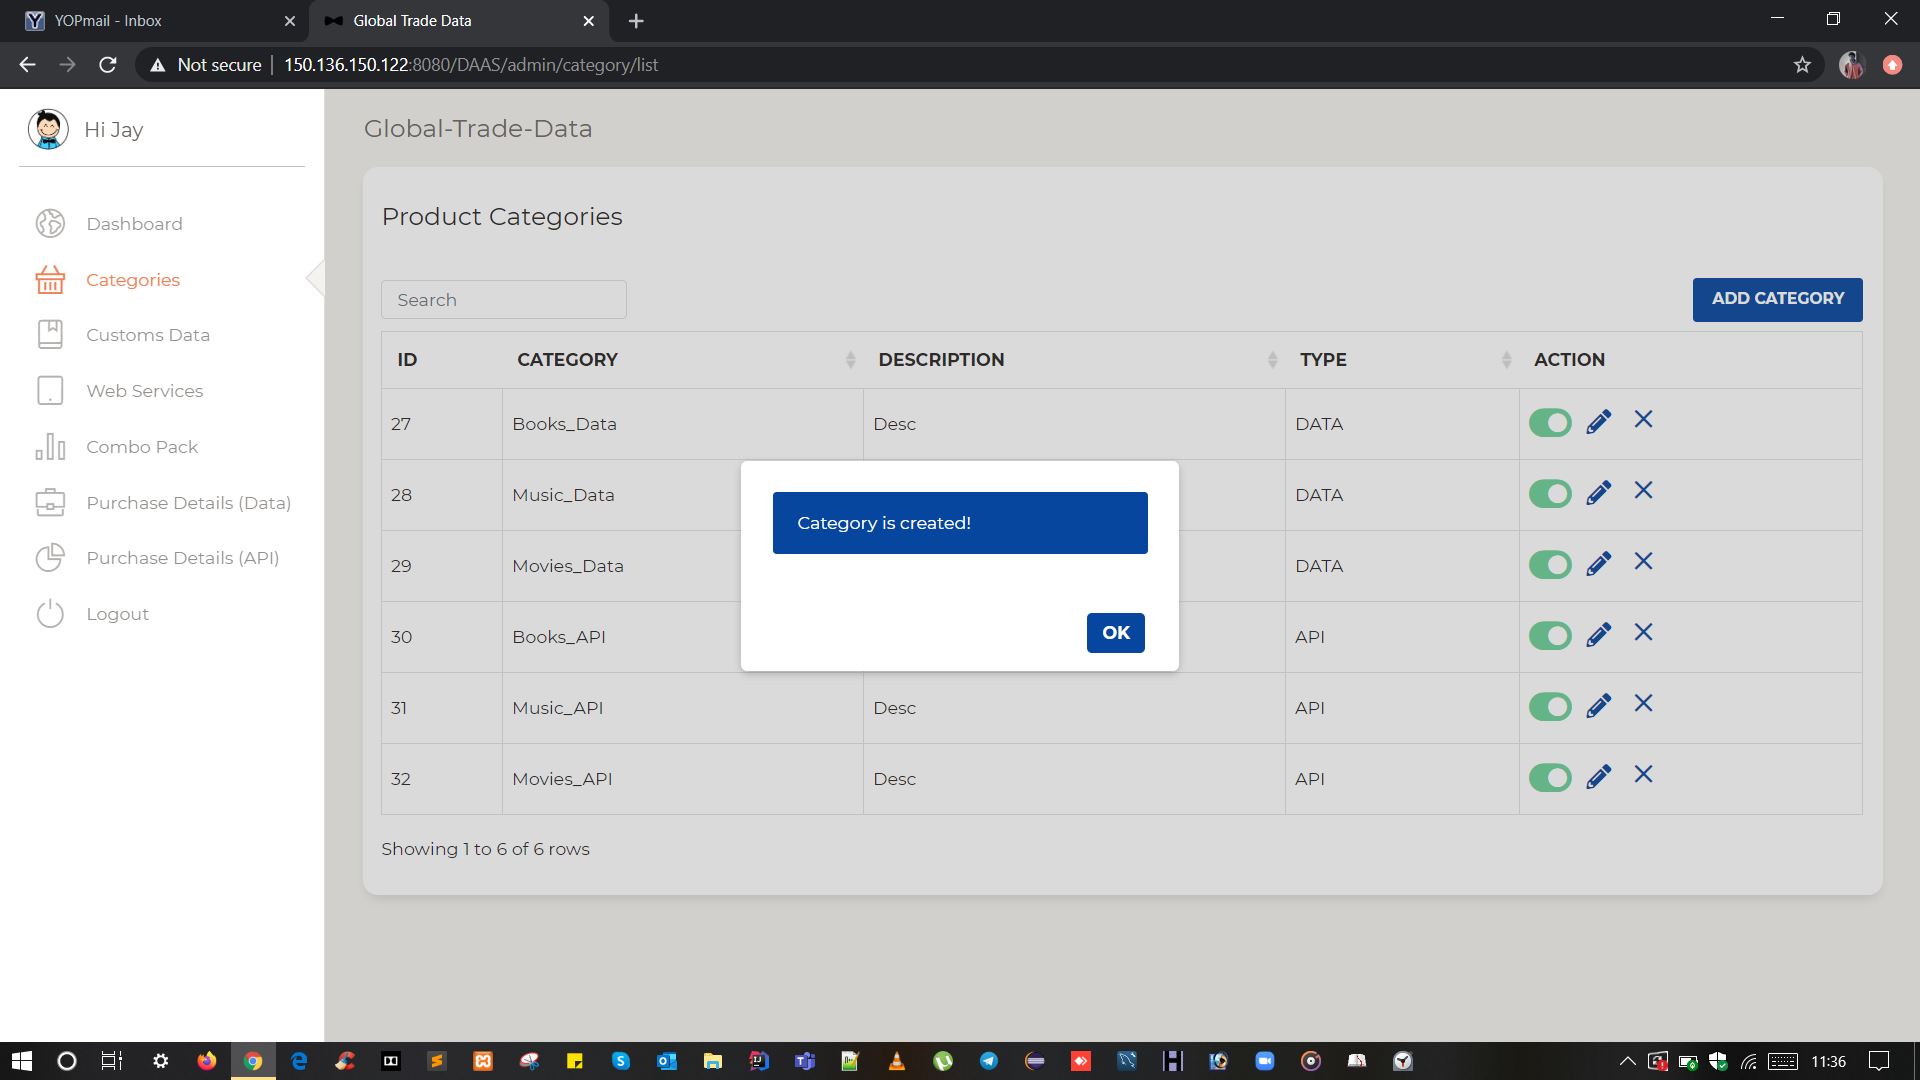 YOPmail - Inbox
Global Trade Data
Not secure
150.136.150.122:8080/DAAS/admin/category/list
Hi Jay
Dashboard
Categories
Customs Data
Web Services
Combo Pack
Purchase Details (Data)
Purchase Details (API)
Logout
Global-Trade-Data
Product Categories
Search
ADD CATEGORY
ID CATEGORY DESCRIPTION TYPE ACTION
27 Books_Data Desc DATA
28 Music_Data DATA
29 Movies_Data DATA
30 Books_API API
31 Music_API Desc API
32 Movies_API Desc API
Showing 1 to 6 of 6 rows
Category is created!
OK
11:36